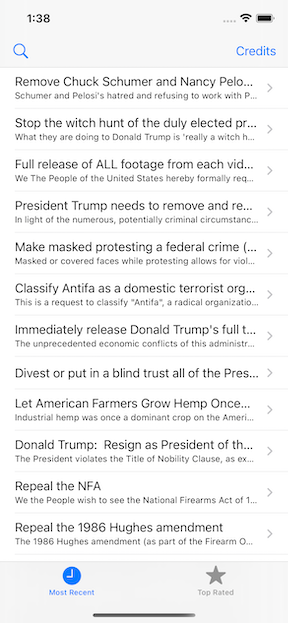 1:38
Credits
Remove Chuck Schumer and Nancy Pelo...
Schumer and Pelosi's hatred and refusing to work with P...
Stop the witch hunt of the duly elected pr...
What they are doing to Donald Trump is 'really a witch h...
Full release of ALL footage from each vid...
We The People of the United States hereby formally req...
President Trump needs to remove and re...
In light of the numerous, potentially criminal circumstanc...
Make masked protesting a federal crime (...
Masked or covered faces while protesting allows for viol...
Classify Antifa as a domestic terrorist org...
This is a request to classify "Antifa", a radical organizatio...
Immediately release Donald Trump's full t...
The unprecedented economic conflicts of this administr...
Divest or put in a blind trust all of the Pres...
Let American Farmers Grow Hemp Once...
Industrial hemp was once a dominant crop on the Ameri...
Donald Trump:  Resign as President of th...
The President violates the Title of Nobility Clause, as ex...
Repeal the NFA
We the People wish to see the National Firearms Act of 1...
Repeal the 1986 Hughes amendment
The 1986 Hughes amendment (as part of the Firearm O...
Most Recent
Top Rated